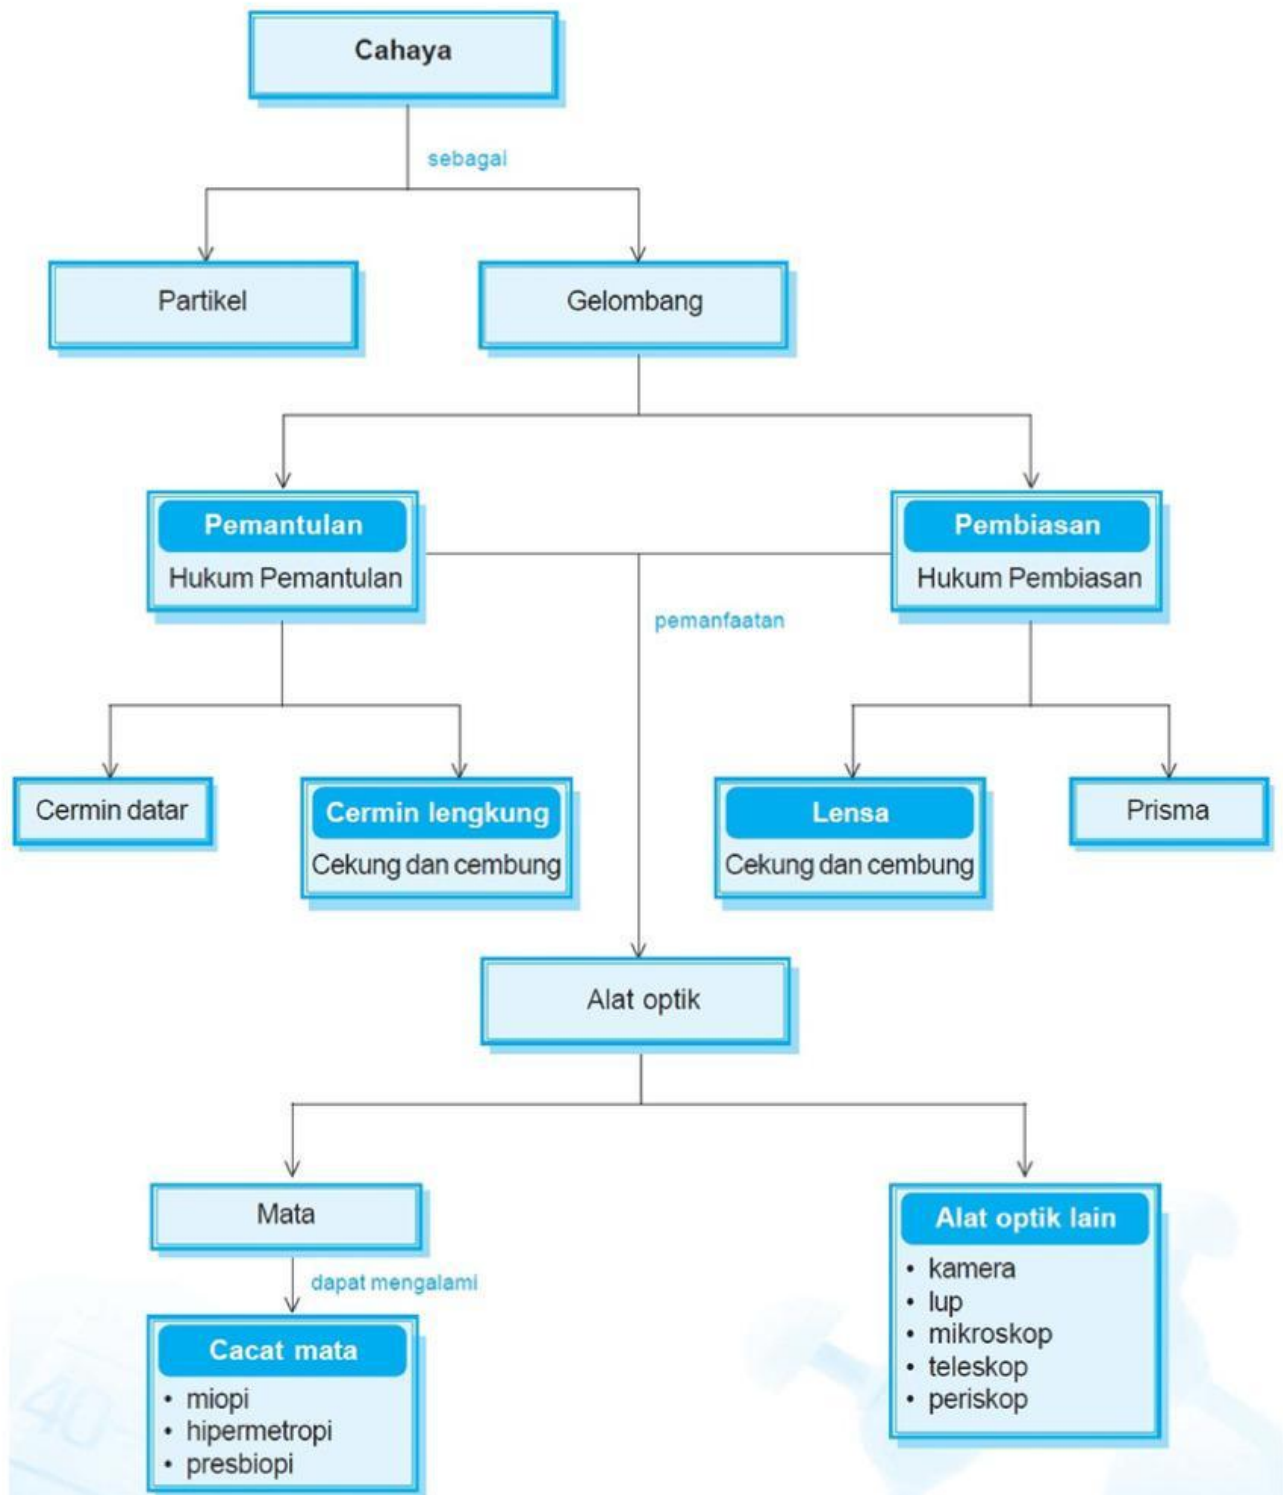 Cahaya
sebagai
Partikel
Gelombang
Pemantulan
Hukum Pemantulan
Pembiasan
Hukum Pembiasan
pemanfaatan
Cermin datar
Cermin lengkung
Cekung dan cembung
Lensa
Cekung dan cembung
Prisma
Alat optik
Mata
dapat mengalami
Cacat mata
• miopi
• hipermetropi
• presbiopi
Alat optik lain
• kamera
• lup
• mikroskop
• teleskop
• periskop
40